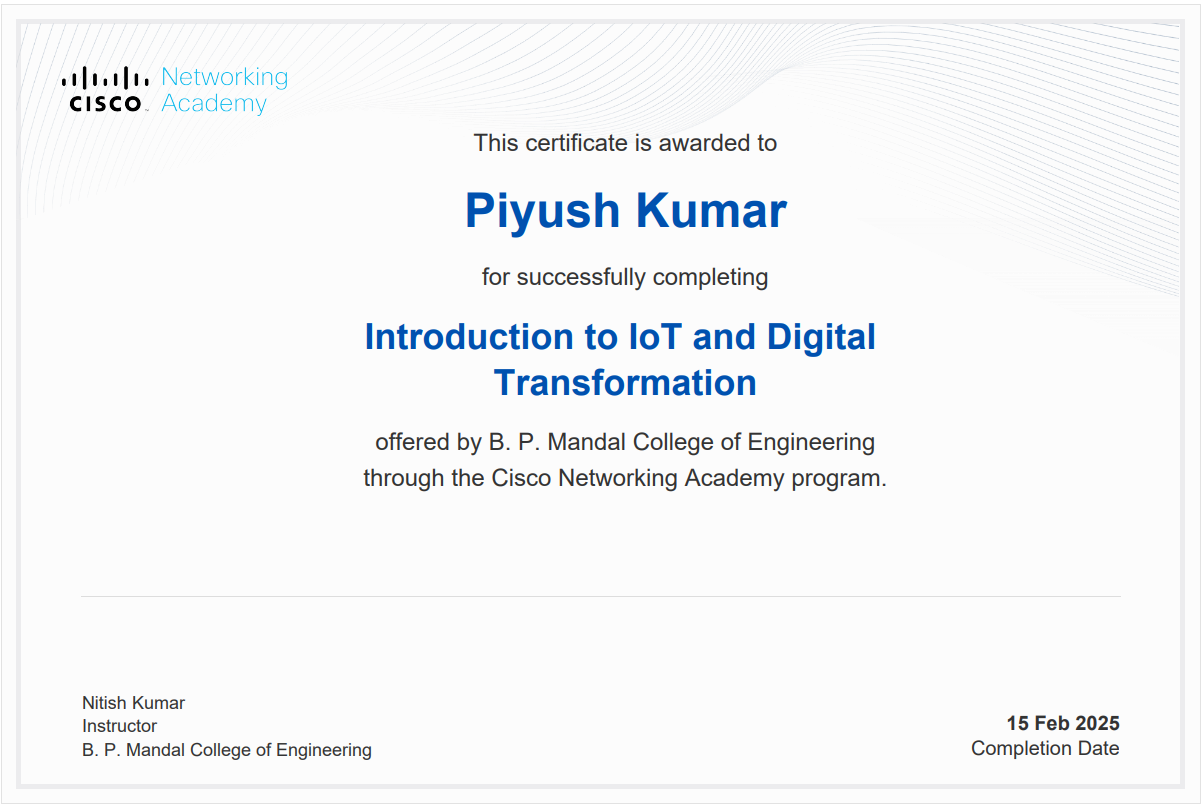 Networking
CISCO Academy
This certificate is awarded to
Piyush Kumar
for successfully completing
Introduction to IoT and Digital
Transformation
offered by B. P. Mandal College of Engineering
through the Cisco Networking Academy program.
Nitish Kumar
Instructor
B. P. Mandal College of Engineering
15 Feb 2025
Completion Date